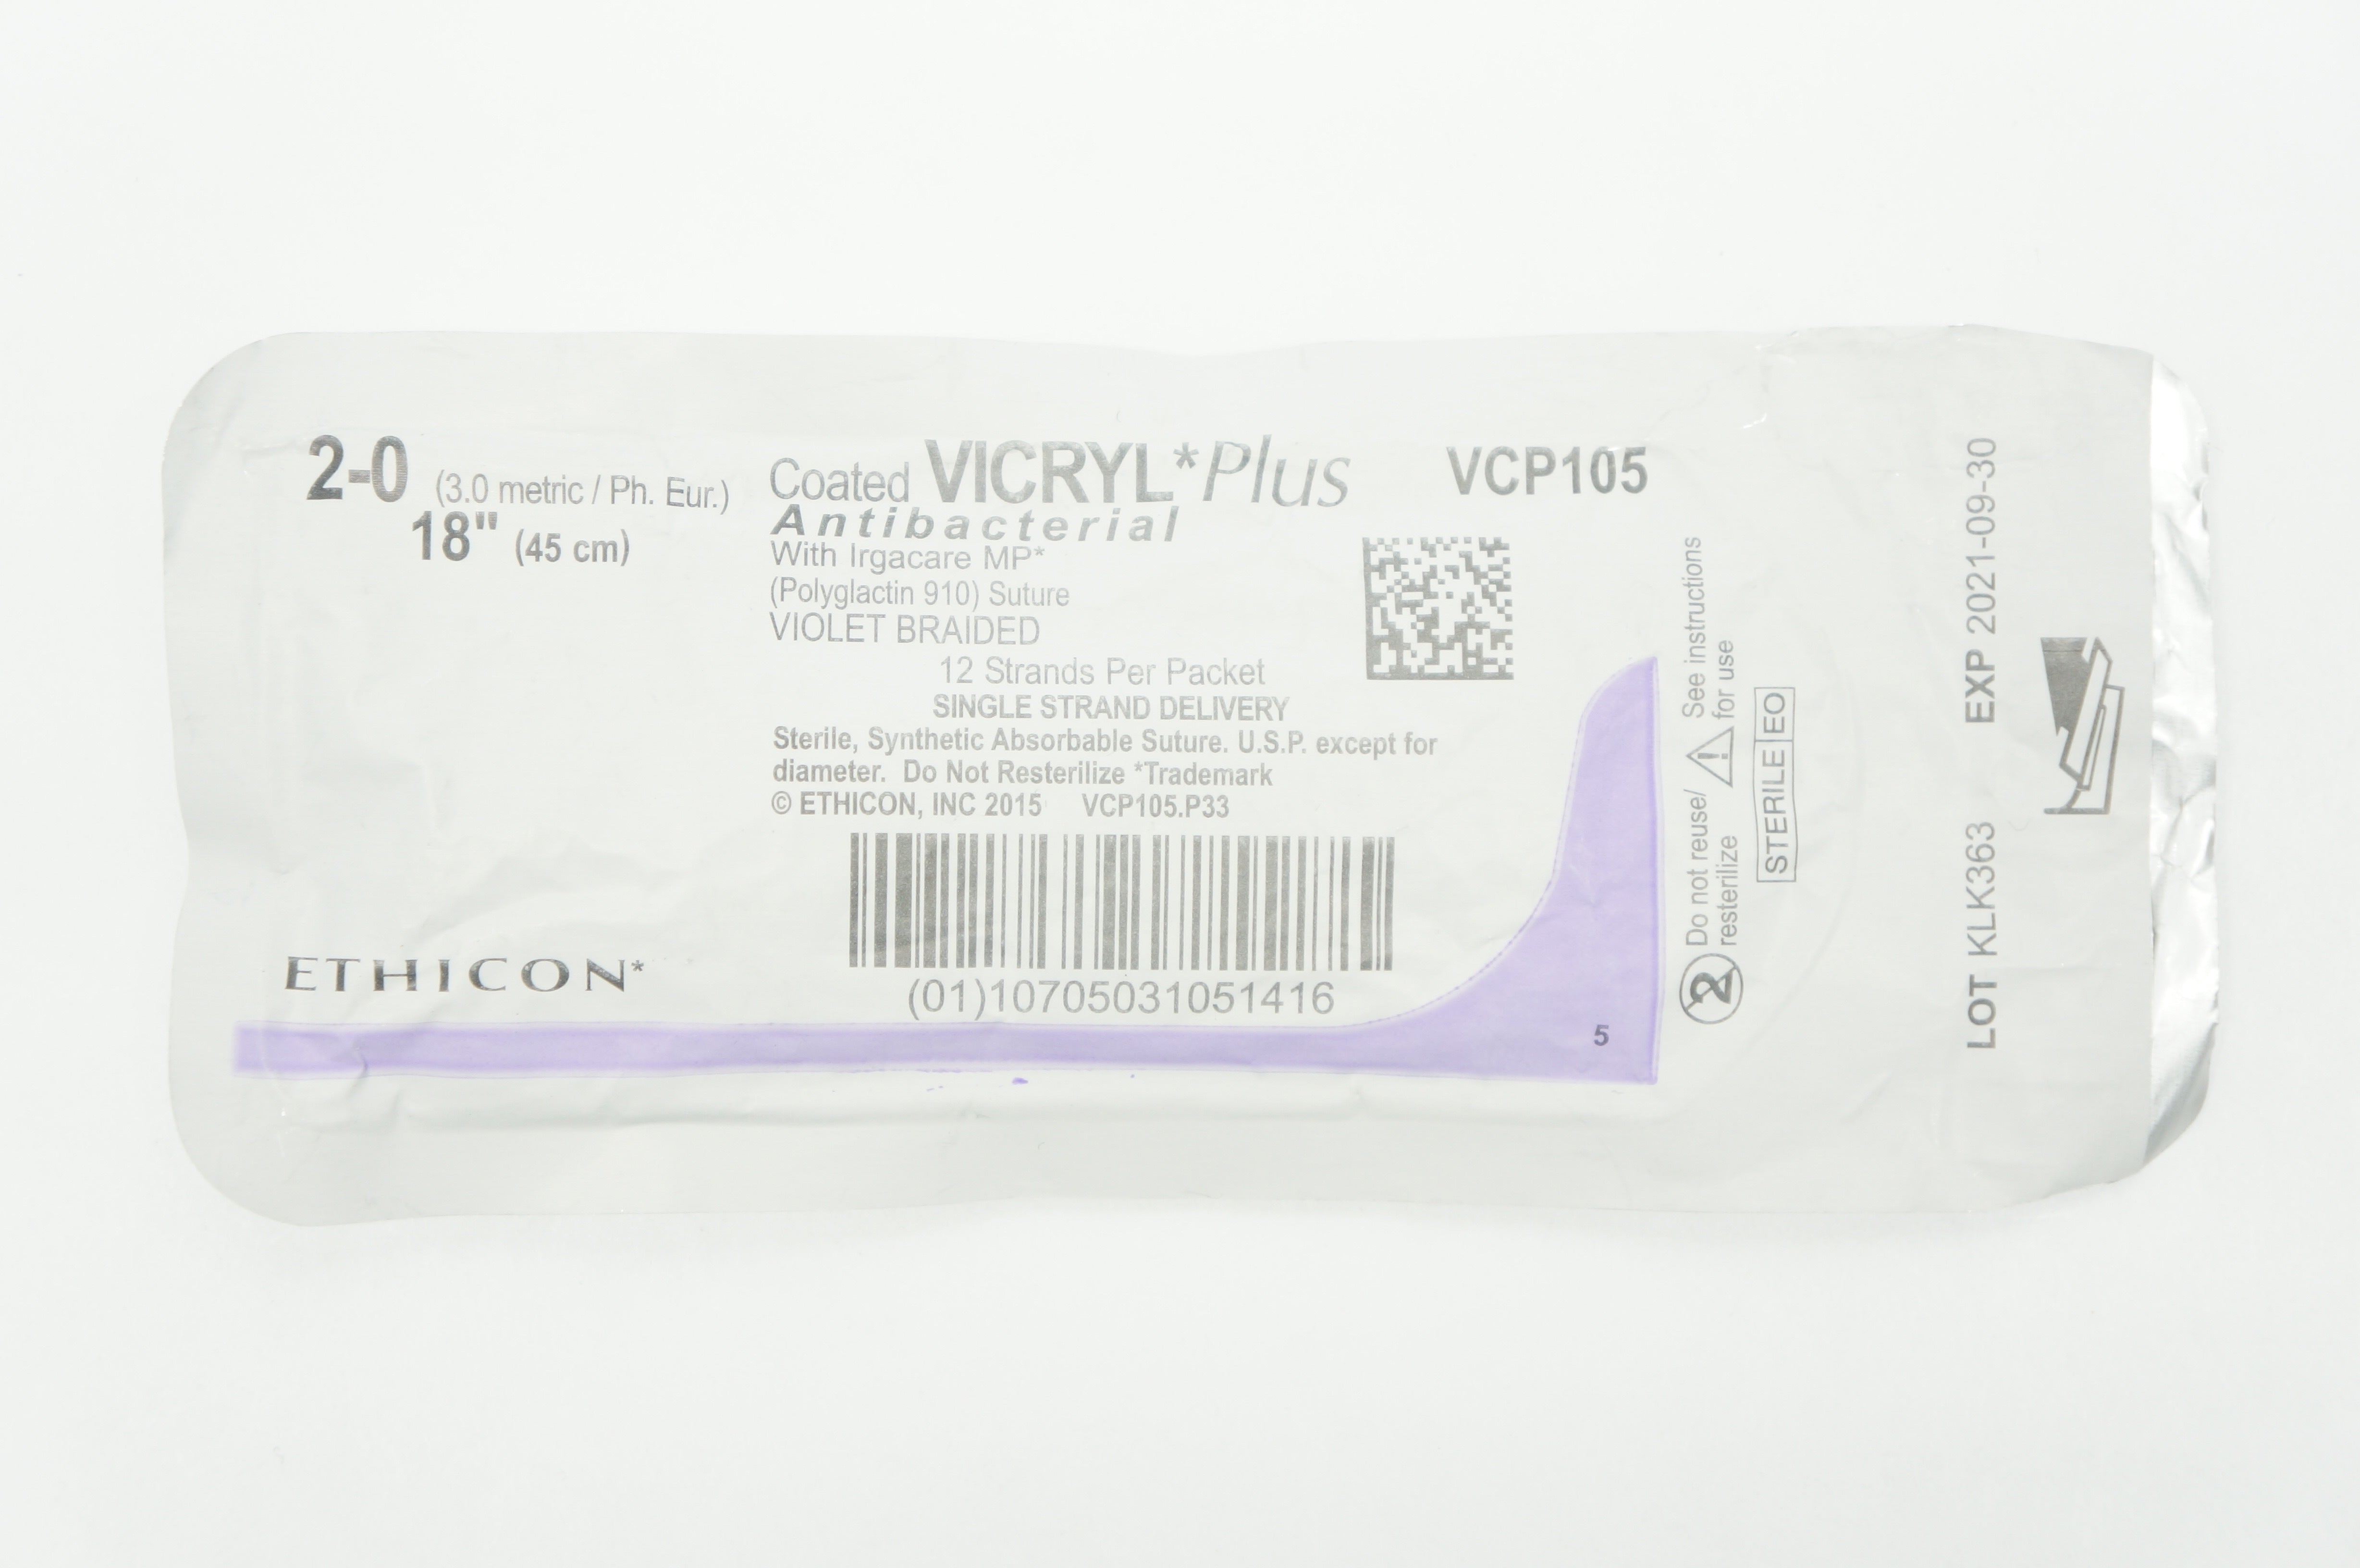 2-0 (3.0 metric / Ph. Eur.)
18" (45 cm)
Coated VICRYL*Plus
Antibacterial
With Irgacare MP*
(Polyglactin 910) Suture
VIOLET BRAIDED
12 Strands Per Packet
SINGLE STRAND DELIVERY
Sterile, Synthetic Absorbable Suture. U.S.P. except for
diameter. Do Not Resterilize *Trademark
© ETHICON, INC 2015 VCP105.P33
(01)10705031051416
VCP105
ETHICON*
5
2 Do not reuse/
resterilize
! See instructions
for use
STERILE EO
LOT KLK363 EXP 2021-09-30